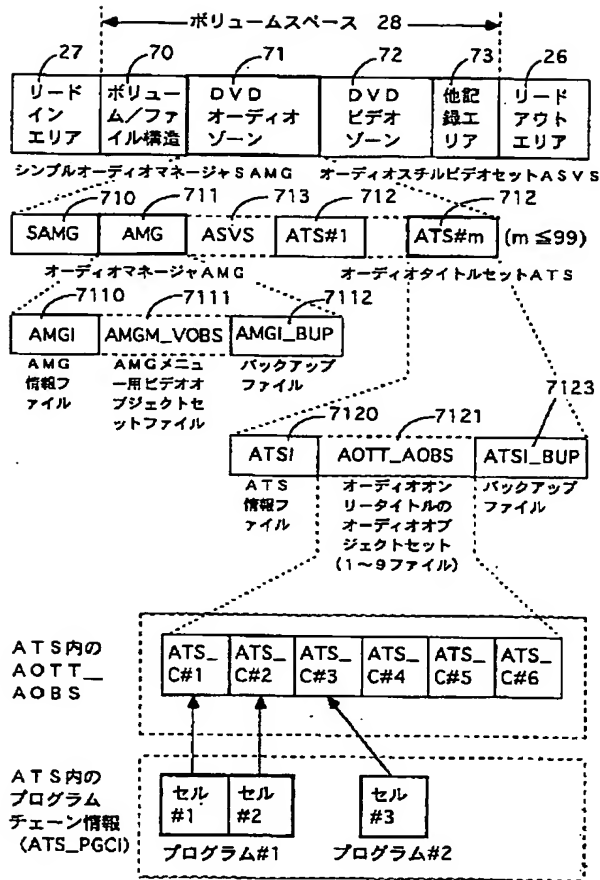 ボリュームスペース 28
27 70 71 72 73 26
リード
イン
エリア
ボリュー
ム/ファ
イル構造
DVD
オーディオ
ゾーン
DVD
ビデオ
ゾーン
他記
録エ
リア
リード
アウト
エリア
シンプルオーディオマネージャSAMG
オーディオスチルビデオセットASVS
710 711 713 712 712
SAMG AMG ASVS ATS#1 ATS#m (m≦99)
オーディオマネージャAMG
オーディオタイトルセットATS
7110 7111 7112
AMGI AMGM_VOBS AMGI_BUP
AMG
情報フ
ァイル
AMGメニュ
ー用ビデオオ
ブジェクトセ
ットファイル
バックアップ
ファイル
7120 7121 7123
ATSI AOTT_AOBS ATSI_BUP
ATS
情報フ
ァイル
オーディオオン
リータイトルの
オーディオオブ
ジェクトセット
(1～9ファイル)
バックアップ
ファイル
ATS内の
AOTT_
AOBS
ATS_
C#1
ATS_
C#2
ATS_
C#3
ATS_
C#4
ATS_
C#5
ATS_
C#6
ATS内の
プログラム
チェーン情報
(ATS_PGCI)
セル
#1
セル
#2
セル
#3
プログラム#1 プログラム#2